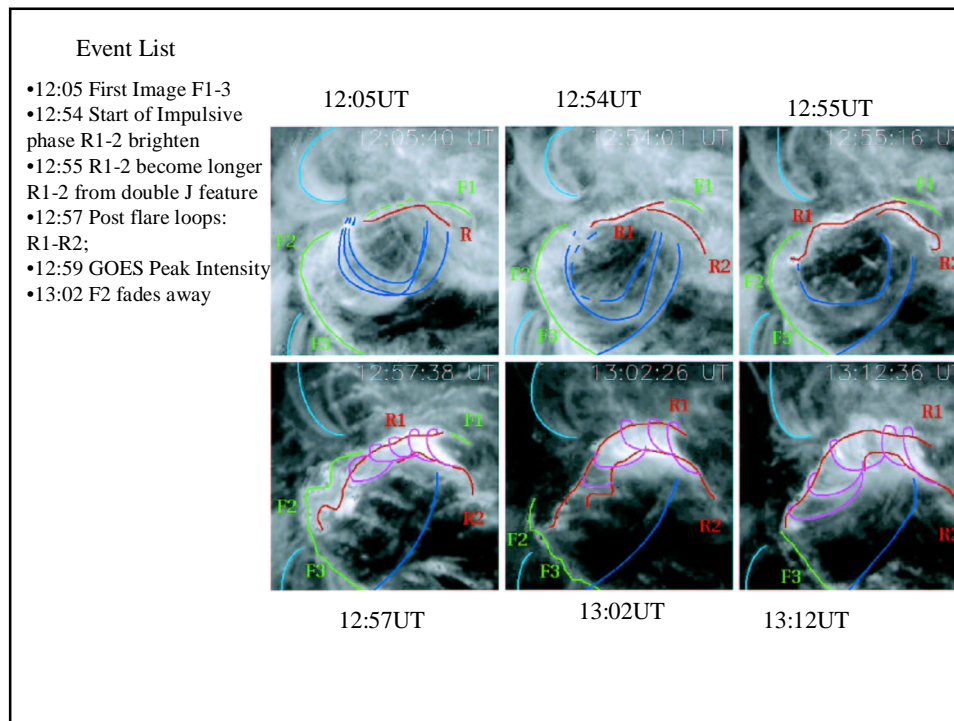 Event List
•12:05 First Image F1-3
•12:54 Start of Impulsive
phase R1-2 brighten
•12:55 R1-2 become longer
R1-2 from double J feature
•12:57 Post flare loops:
R1-R2;
•12:59 GOES Peak Intensity
•13:02 F2 fades away
12:05UT
12:54UT
12:55UT
12:05:40 UT
F1
F2
R
F3
12:54:01 UT
F1
R1
F2
R2
F3
12:55:16 UT
F1
R1
F2
R2
F3
12:57:38 UT
R1
F1
F2
R2
F3
13:02:26 UT
R1
R2
F2
F3
13:12:36 UT
R1
R2
F3
12:57UT
13:02UT
13:12UT